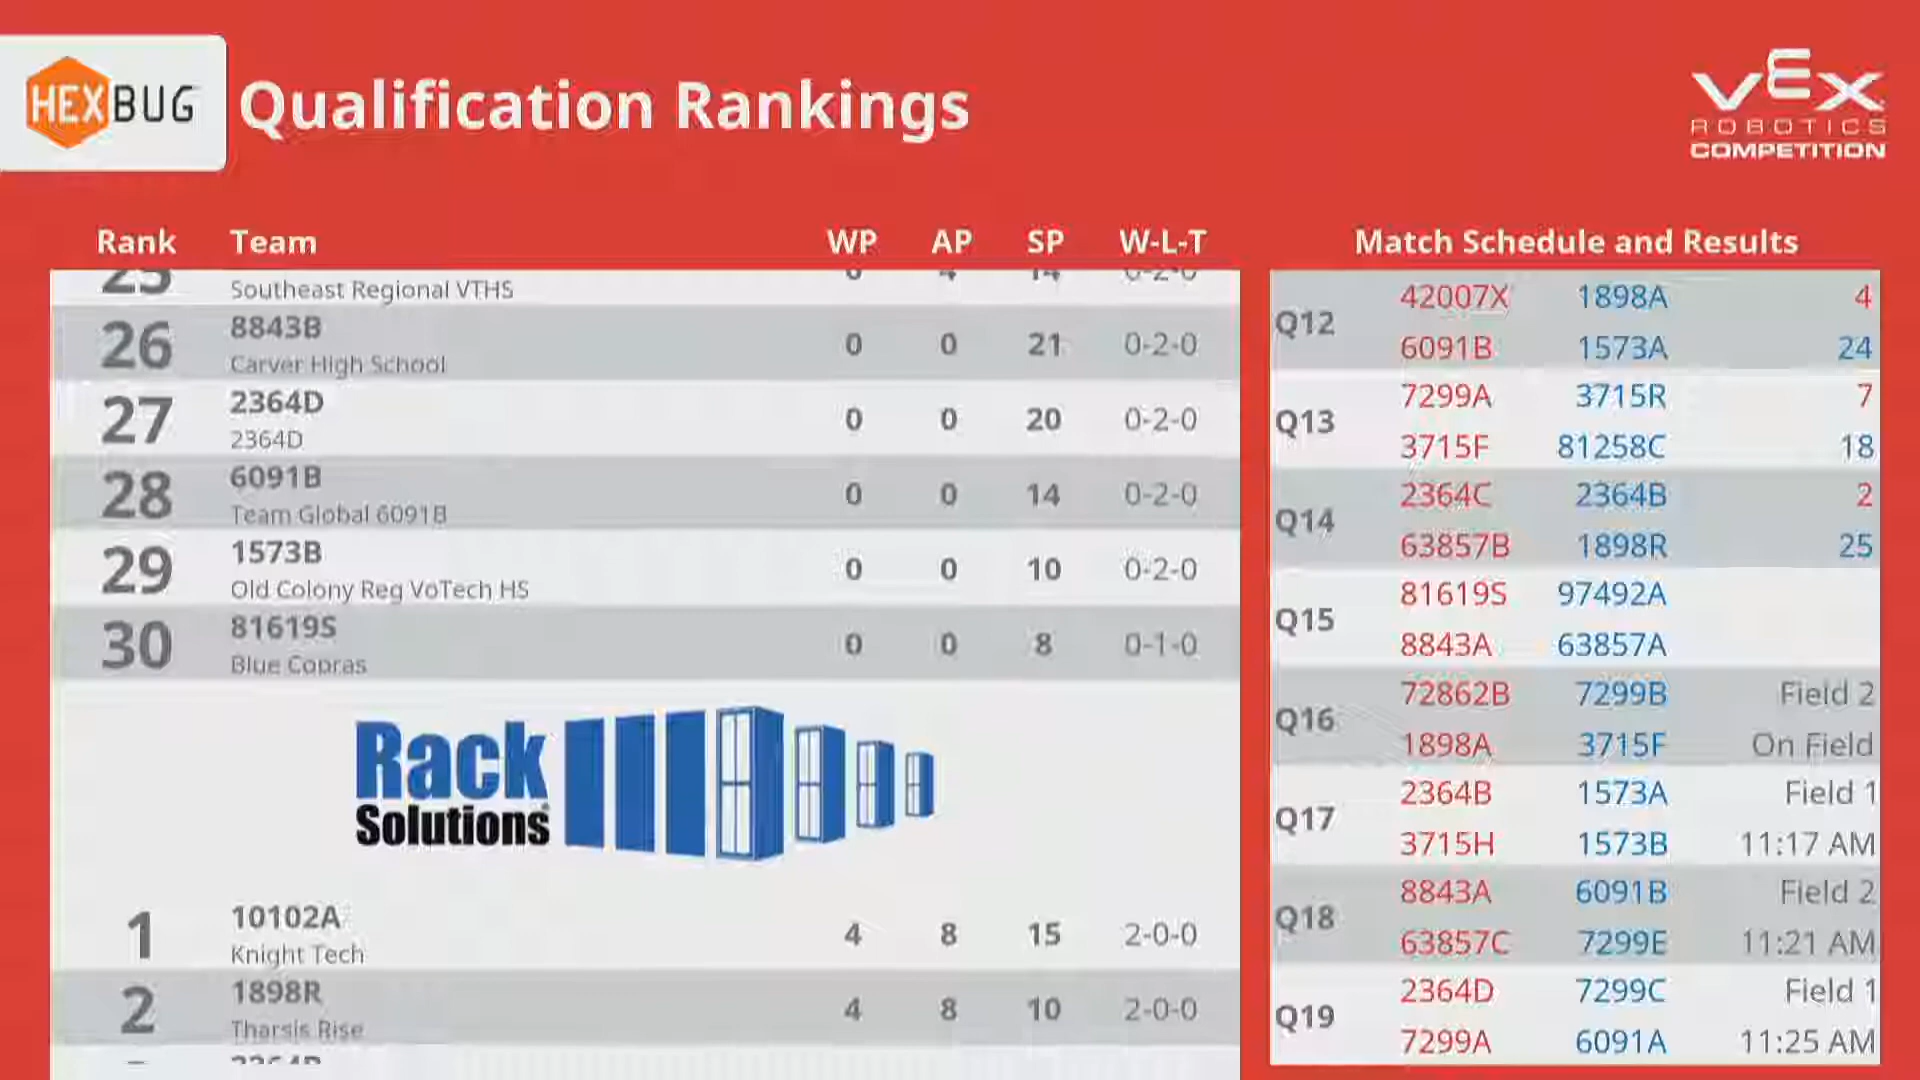 HEXBUG
Qualification Rankings
VEX
ROBOTICS
COMPETITION
Rank Team WP AP SP W-L-T
25 Southeast Regional VTHS 0 4 14 0-2-0
26 8843B 0 0 21 0-2-0
Carver High School
27 2364D 0 0 20 0-2-0
2364D
28 6091B 0 0 14 0-2-0
Team Global 6091B
29 1573B 0 0 10 0-2-0
Old Colony Reg VoTech HS
30 81619S 0 0 8 0-1-0
Blue Copras
Rack
Solutions
1 10102A 4 8 15 2-0-0
Knight Tech
2 1898R 4 8 10 2-0-0
Tharsis Rise
Match Schedule and Results
Q12 42007X 1898A 4
6091B 1573A 24
Q13 7299A 3715R 7
3715F 81258C 18
Q14 2364C 2364B 2
63857B 1898R 25
Q15 81619S 97492A
8843A 63857A
Q16 72862B 7299B Field 2
1898A 3715F On Field
Q17 2364B 1573A Field 1
3715H 1573B 11:17 AM
Q18 8843A 6091B Field 2
63857C 7299E 11:21 AM
Q19 2364D 7299C Field 1
7299A 6091A 11:25 AM